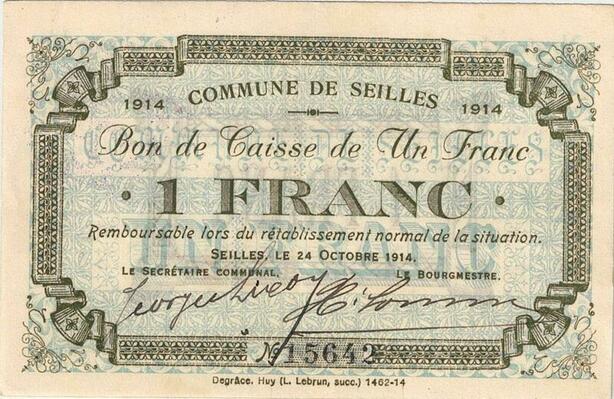 COMMUNE DE SEILLES
1914 1914
Bon de Caisse de Un Franc
· 1 FRANC ·
Remboursable lors du rétablissement normal de la situation.
SEILLES, LE 24 OCTOBRE 1914.
LE SECRÉTAIRE COMMUNAL, LE BOURGMESTRE.
No 15642
Degrâce, Huy (L. Lebrun, succ.) 1462-14